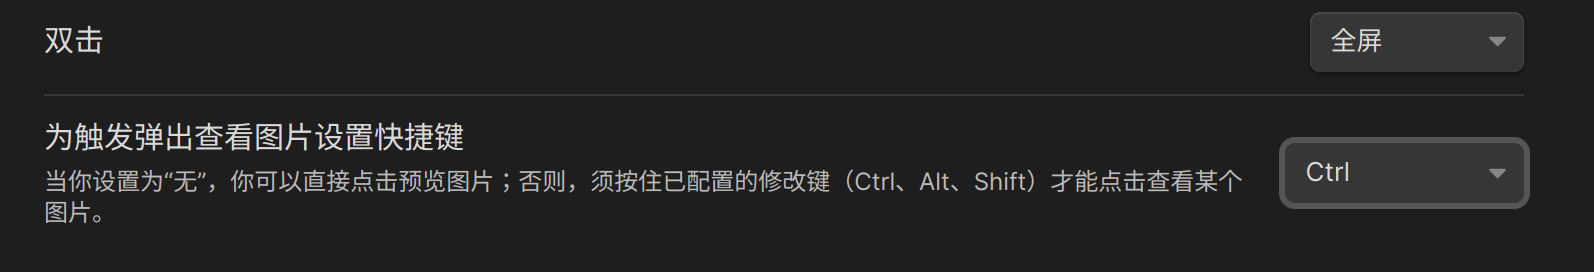 双击
全屏
为触发弹出查看图片设置快捷键
当你设置为“无”，你可以直接点击预览图片；否则，须按住已配置的修改键（Ctrl、Alt、Shift）才能点击查看某个
图片。
Ctrl